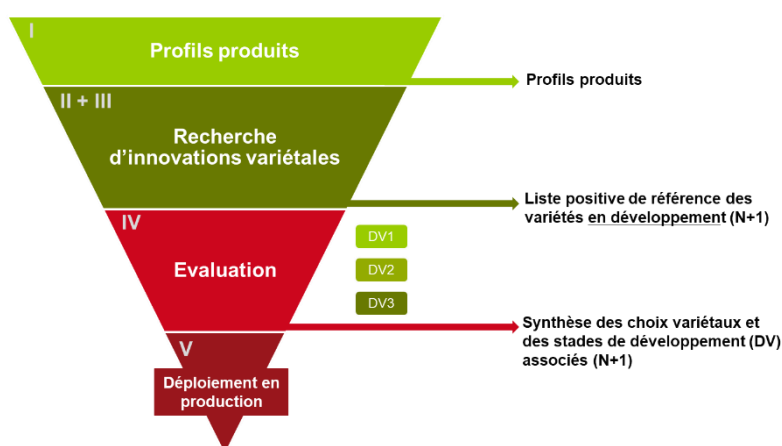 I
Profils produits
Profils produits
II + III
Recherche
d'innovations variétales
Liste positive de référence des
variétés en développement (N+1)
IV
Evaluation
DV1
DV2
DV3
Synthèse des choix variétaux et
des stades de développement (DV)
associés (N+1)
V
Déploiement en
production